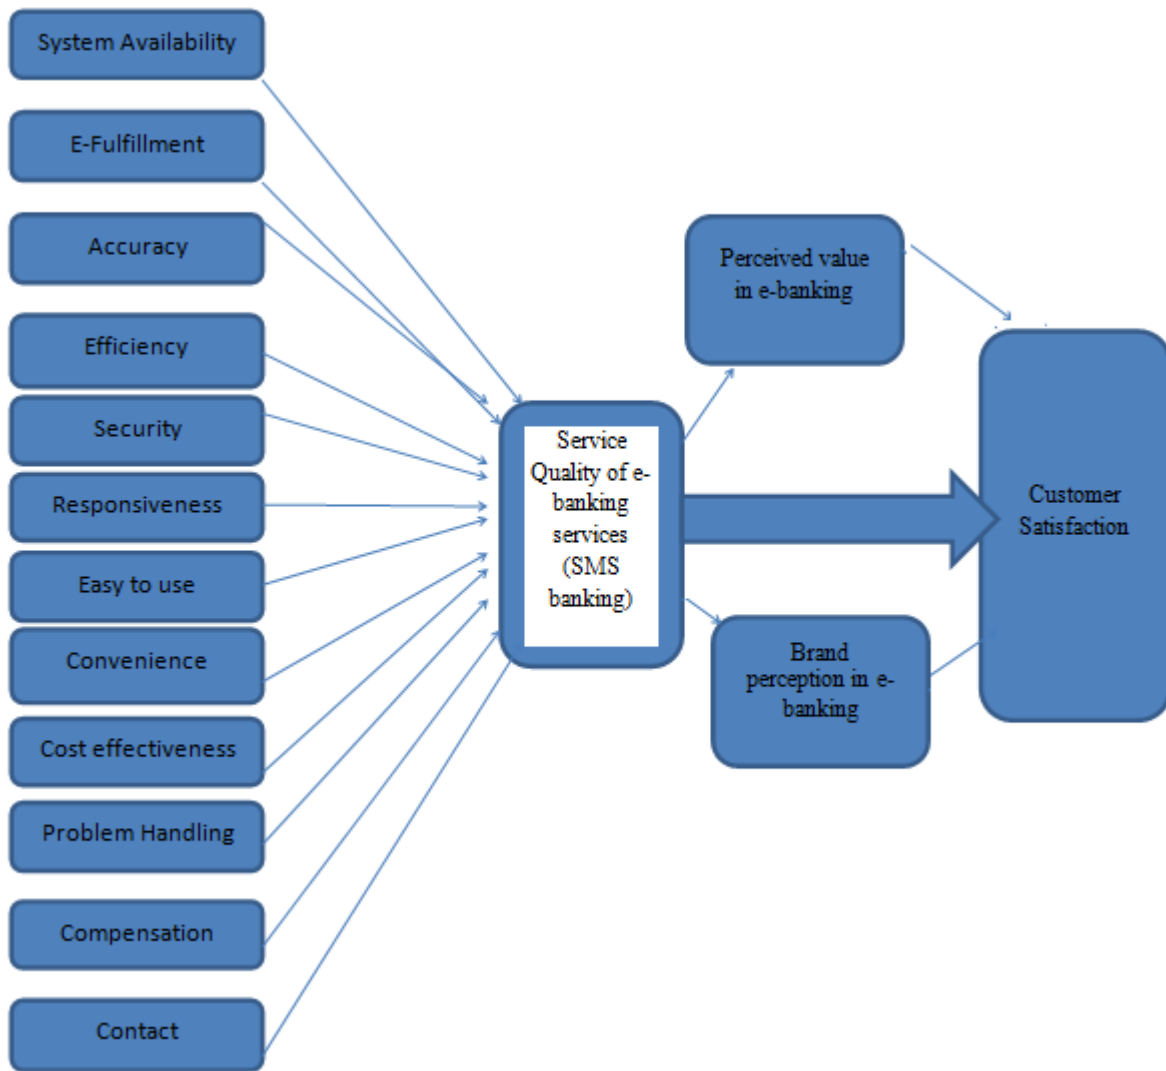 System Availability
E-Fulfillment
Accuracy
Efficiency
Security
Responsiveness
Easy to use
Convenience
Cost effectiveness
Problem Handling
Compensation
Contact
Service
Quality of e-
banking
services
(SMS
banking)
Perceived value
in e-banking
Brand
perception in e-
banking
Customer
Satisfaction